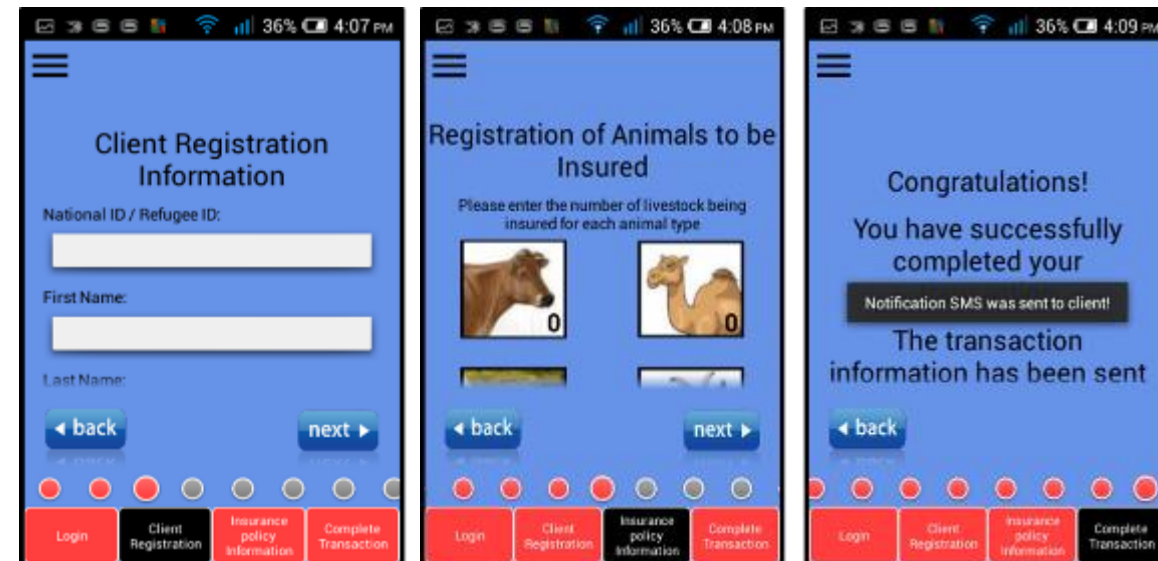 36% 4:07 PM
Client Registration
Information
National ID / Refugee ID:
First Name:
Last Name:
back
next
Login
Client
Registration
Insurance
policy
Information
Complete
Transaction
36% 4:08 PM
Registration of Animals to be
Insured
Please enter the number of livestock being
insured for each animal type
0
0
back
next
Login
Client
Registration
Insurance
policy
Information
Complete
Transaction
36% 4:09 PM
Congratulations!
You have successfully
completed your
Notification SMS was sent to client!
The transaction
information has been sent
back
Login
Client
Registration
Insurance
policy
Information
Complete
Transaction